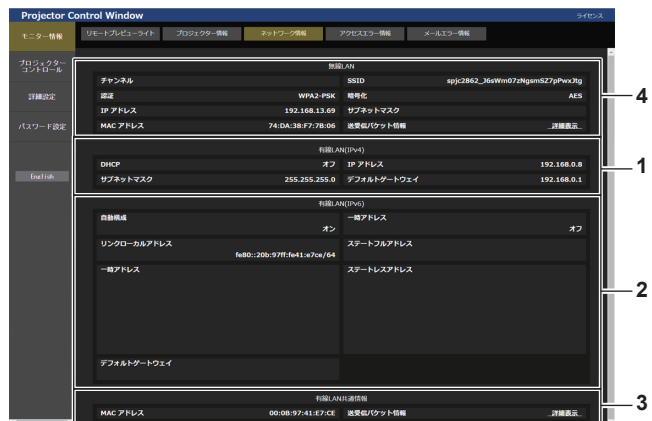 Projector Control Window
ライセンス
モニター情報
リモートプレビューライト
プロジェクター情報
ネットワーク情報
アクセスエラー情報
メールエラー情報
プロジェクター
コントロール
詳細設定
パスワード設定
English
無線LAN
チャンネル
SSID spjc2862_J6sWm07zNgsmSZ7pPwxJtg
認証 WPA2-PSK 暗号化 AES
IP アドレス 192.168.13.69 サブネットマスク
MAC アドレス 74:DA:38:F7:7B:06 送受信パケット情報 詳細表示
4
有線LAN(IPv4)
DHCP オフ IP アドレス 192.168.0.8
サブネットマスク 255.255.255.0 デフォルトゲートウェイ 192.168.0.1
1
有線LAN(IPv6)
自動構成 オン
一時アドレス オフ
リンクローカルアドレス
fe80::20b:97ff:fe41:e7ce/64
ステートフルアドレス
一時アドレス
ステートレスアドレス
デフォルトゲートウェイ
2
有線LAN共通情報
MAC アドレス 00:0B:97:41:E7:CE 送受信パケット情報 詳細表示
3